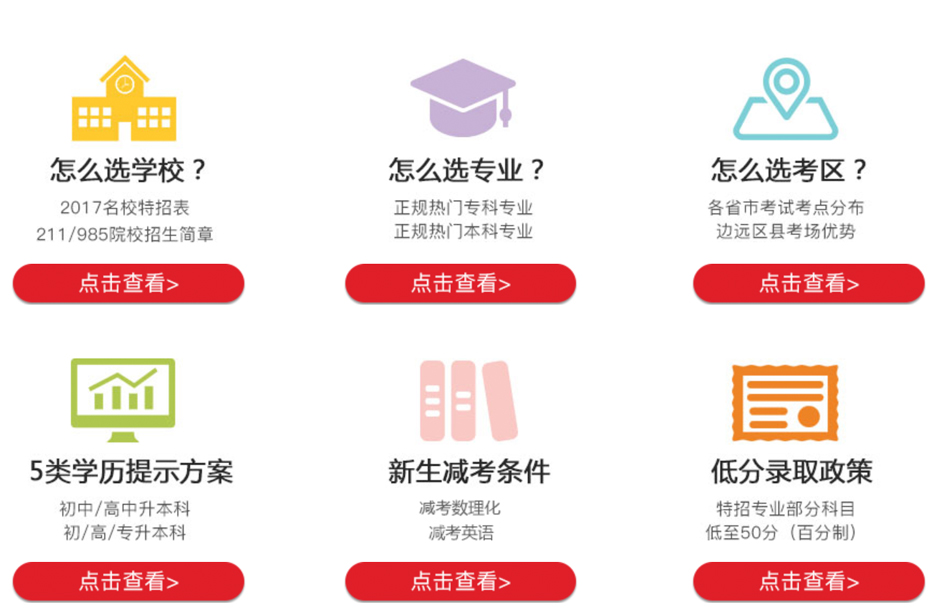 怎么选学校？
2017名校特招表
211/985院校招生简章
点击查看>
怎么选专业？
正规热门专科专业
正规热门本科专业
点击查看>
怎么选考区？
各省市考试考点分布
边远区县考场优势
点击查看>
5类学历提示方案
初中/高中升本科
初/高/专升本科
点击查看>
新生减考条件
减考数理化
减考英语
点击查看>
低分录取政策
特招专业部分科目
低至50分（百分制）
点击查看>